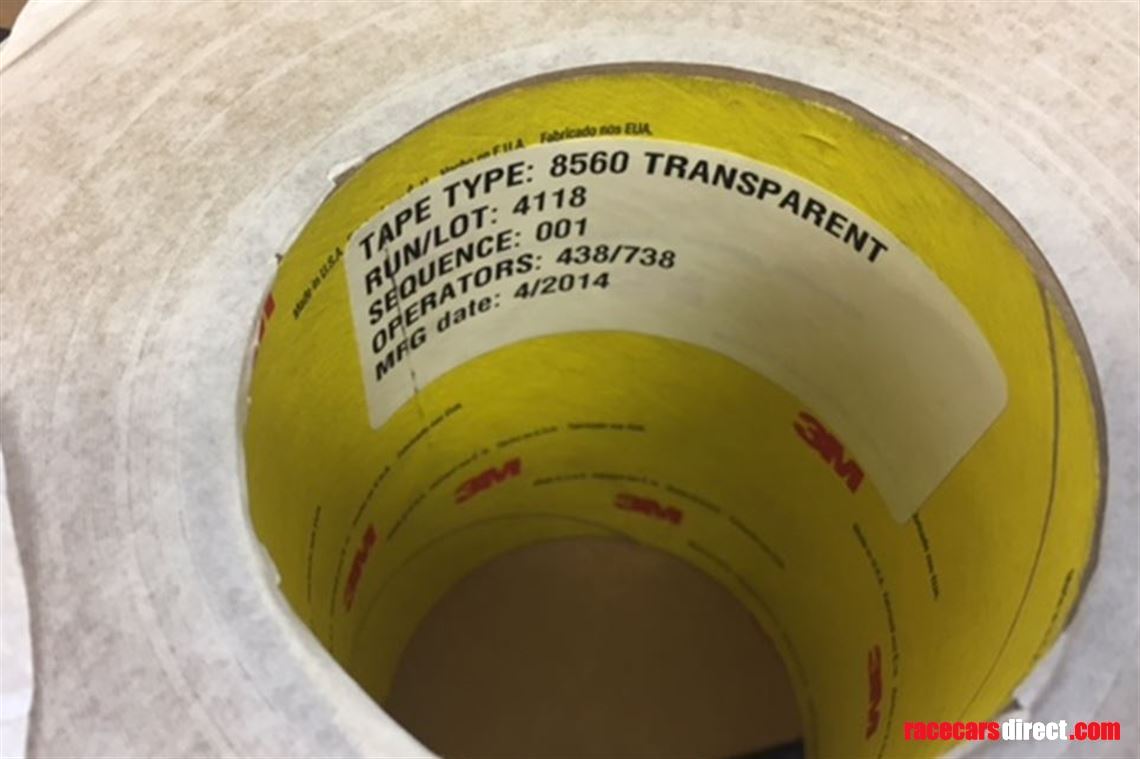 Fabricado nós EUA.
Made in U.S.A.
TAPE TYPE: 8560 TRANSPARENT
RUN/LOT: 4118
SEQUENCE: 001
OPERATORS: 438/738
MFG date: 4/2014
3M
3M
3M
3M
3M
racecarsdirect.com